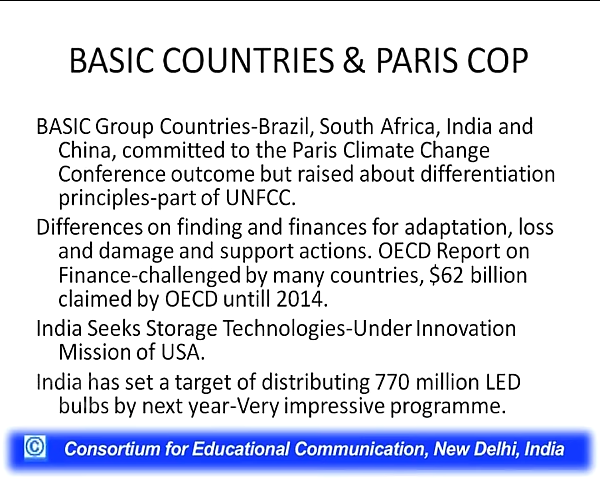 BASIC COUNTRIES & PARIS COP
BASIC Group Countries-Brazil, South Africa, India and
China, committed to the Paris Climate Change
Conference outcome but raised about differentiation
principles-part of UNFCC.
Differences on finding and finances for adaptation, loss
and damage and support actions. OECD Report on
Finance-challenged by many countries, $62 billion
claimed by OECD untill 2014.
India Seeks Storage Technologies-Under Innovation
Mission of USA.
India has set a target of distributing 770 million LED
bulbs by next year-Very impressive programme.
© Consortium for Educational Communication, New Delhi, India